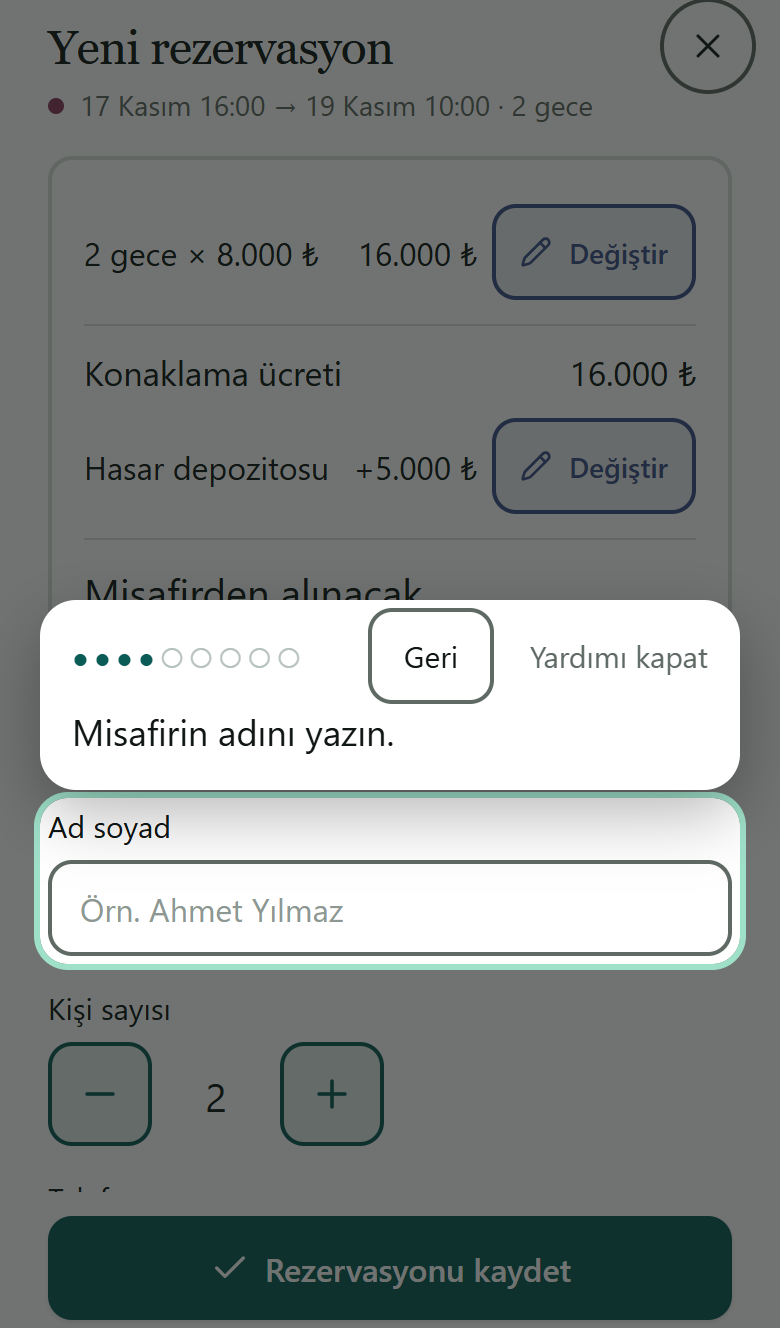 Yeni rezervasyon
17 Kasım 16:00 → 19 Kasım 10:00 · 2 gece
2 gece × 8.000 ₺ 16.000 ₺ Değiştir
Konaklama ücreti 16.000 ₺
Hasar depozitosu +5.000 ₺ Değiştir
Misafirden alınacak
Geri Yardımı kapat
Misafirin adını yazın.
Ad soyad
Örn. Ahmet Yılmaz
Kişi sayısı
− 2 +
Rezervasyonu kaydet